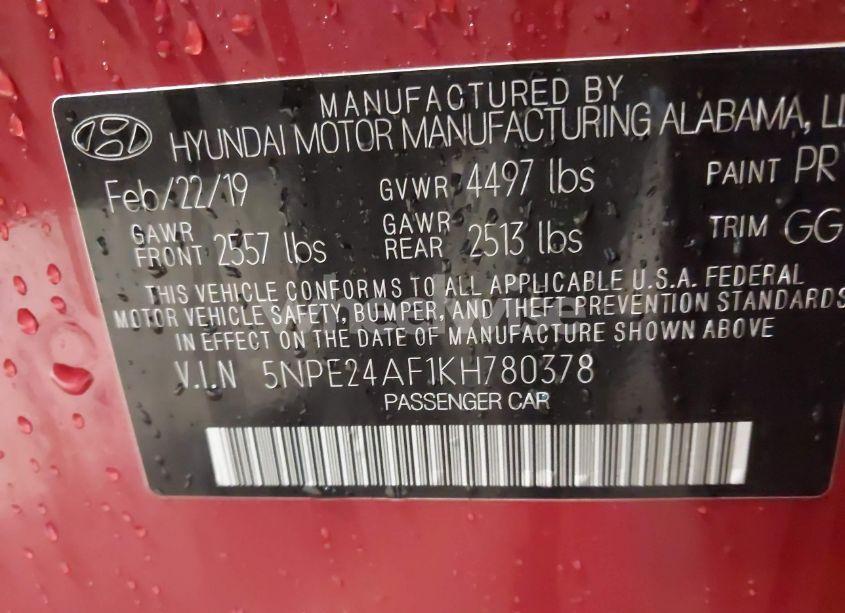 MANUFACTURED BY
HYUNDAI MOTOR MANUFACTURING ALABAMA,
Feb/22/19 GVWR 4497 lbs PAINT PR
GAWR FRONT 2557 lbs GAWR REAR 2513 lbs TRIM GG
THIS VEHICLE CONFORMS TO ALL APPLICABLE U.S.A. FEDERAL
MOTOR VEHICLE SAFETY, BUMPER, AND THEFT PREVENTION STANDARDS
IN EFFECT ON THE DATE OF MANUFACTURE SHOWN ABOVE
V.I.N 5NPE24AF1KH780378
PASSENGER CAR